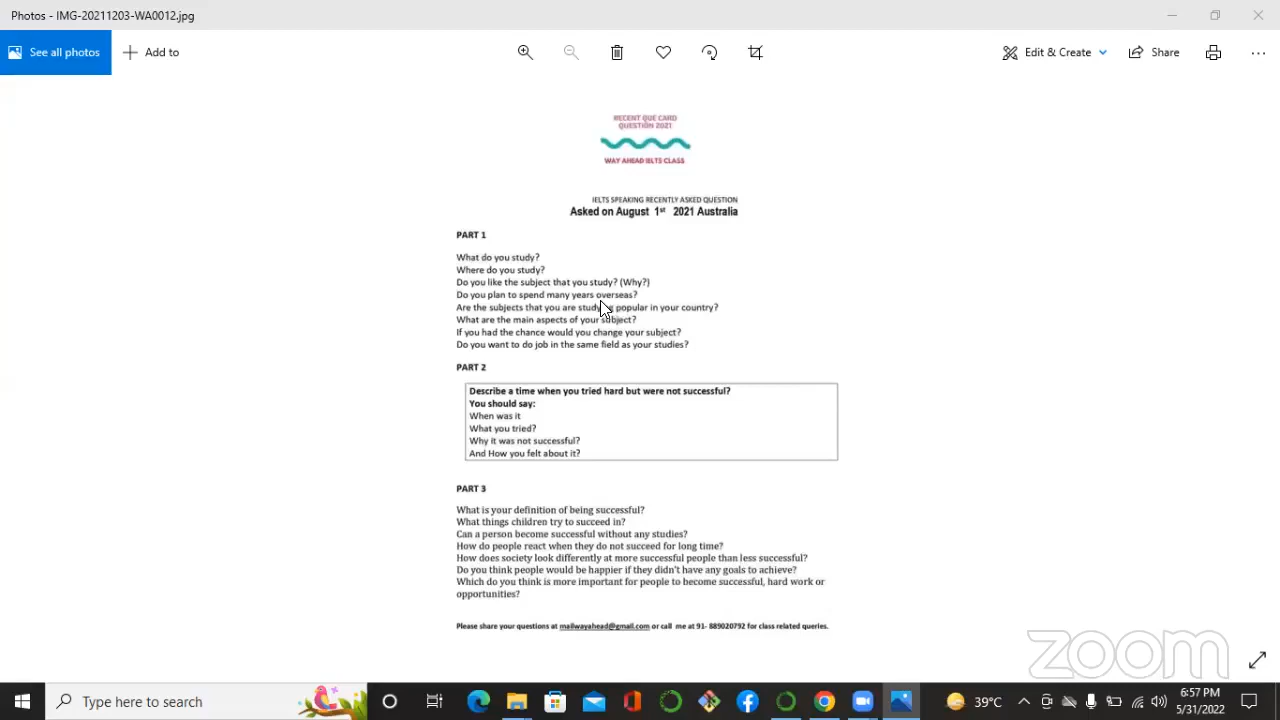 Photos - IMG-20211203-WA0012.jpg
See all photos
Add to
Edit & Create
Share
RECENT QUE CARD
QUESTION 2021
WAY AHEAD IELTS CLASS
IELTS SPEAKING RECENTLY ASKED QUESTION
Asked on August 1st 2021 Australia
PART 1
What do you study?
Where do you study?
Do you like the subject that you study? (Why?)
Do you plan to spend many years overseas?
Are the subjects that you are studying popular in your country?
What are the main aspects of your subject?
If you had the chance would you change your subject?
Do you want to do job in the same field as your studies?
PART 2
Describe a time when you tried hard but were not successful?
You should say:
When was it
What you tried?
Why it was not successful?
And How you felt about it?
PART 3
What is your definition of being successful?
What things children try to succeed in?
Can a person become successful without any studies?
How do people react when they do not succeed for long time?
How does society look differently at more successful people than less successful?
Do you think people would be happier if they didn't have any goals to achieve?
Which do you think is more important for people to become successful, hard work or
opportunities?
Please share your questions at mailwayahead@gmail.com or call me at 91- 889020792 for class related queries.
zoom
Type here to search
39°C
6:57 PM
5/31/2022